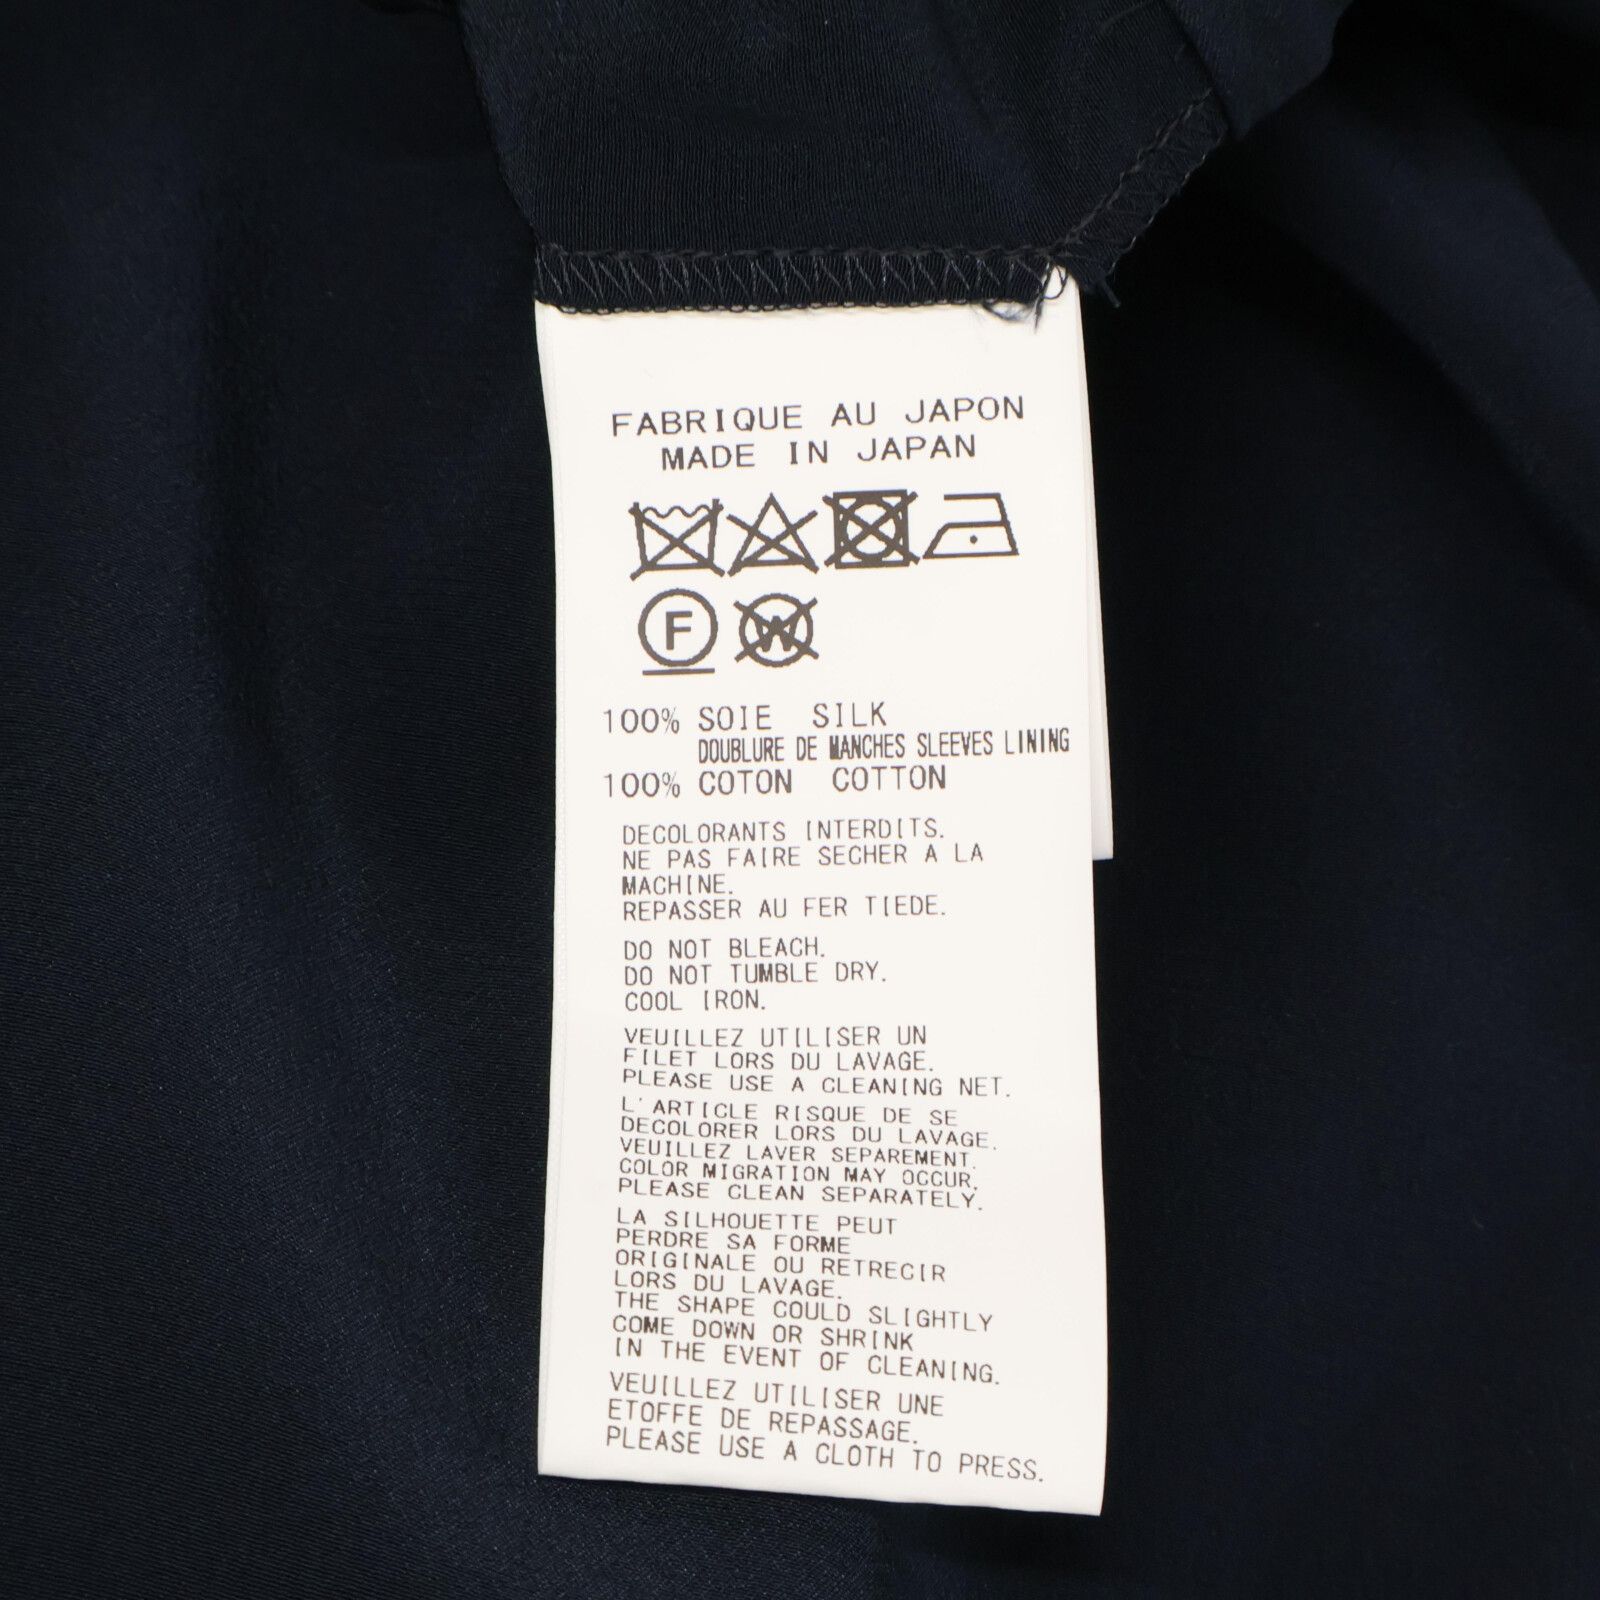 FABRIQUE AU JAPON
MADE IN JAPAN
F W
100% SOIE SILK
DOUBLURE DE MANCHES SLEEVES LINING
100% COTON COTTON
DECOLORANTS INTERDITS.
NE PAS FAIRE SECHER A LA
MACHINE.
REPASSER AU FER TIEDE.
DO NOT BLEACH.
DO NOT TUMBLE DRY.
COOL IRON.
VEUILLEZ UTILISER UN
FILET LORS DU LAVAGE.
PLEASE USE A CLEANING NET.
L'ARTICLE RISQUE DE SE
DECOLORER LORS DU LAVAGE.
VEUILLEZ LAVER SEPAREMENT.
COLOR MIGRATION MAY OCCUR.
PLEASE CLEAN SEPARATELY.
LA SILHOUETTE PEUT
PERDRE SA FORME
ORIGINALE OU RETRECIR
LORS DU LAVAGE.
THE SHAPE COULD SLIGHTLY
COME DOWN OR SHRINK
IN THE EVENT OF CLEANING.
VEUILLEZ UTILISER UNE
ETOFFE DE REPASSAGE.
PLEASE USE A CLOTH TO PRESS.